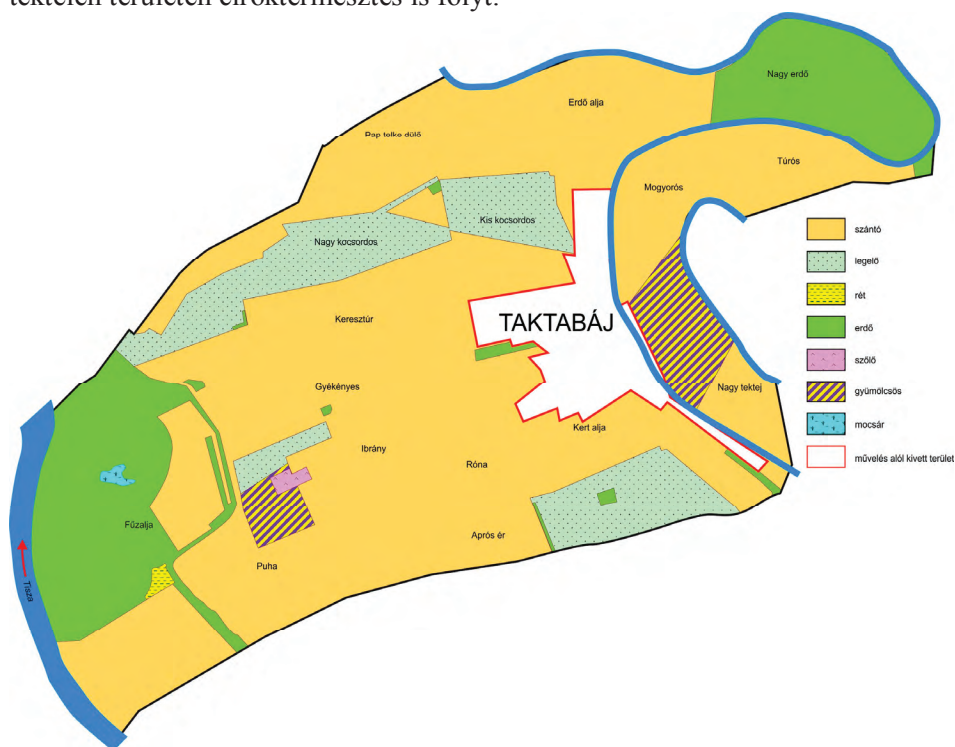 tektelen területen ciroktermesztés is folyt.
Nagy erdő
Erdő alja
Pap telke dűlő
Túrós
Mogyorós
Kis kocsordos
Nagy kocsordos
Keresztúr
TAKTABÁJ
Gyékényes
Nagy tektej
Kert alja
Ibrány
Róna
Fűzalja
Aprós ér
Puha
Tisza
szántó
legelő
rét
erdő
szőlő
gyümölcsös
mocsár
művelés alól kivett terület